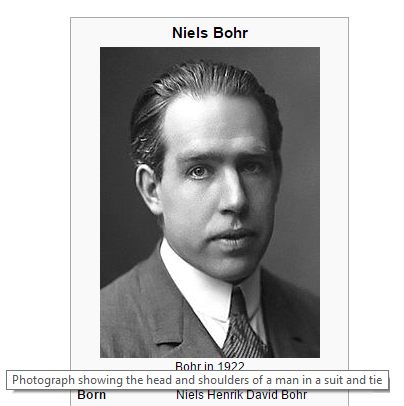 Niels Bohr
Bohr in 1922
Photograph showing the head and shoulders of a man in a suit and tie
Born Niels Henrik David Bohr